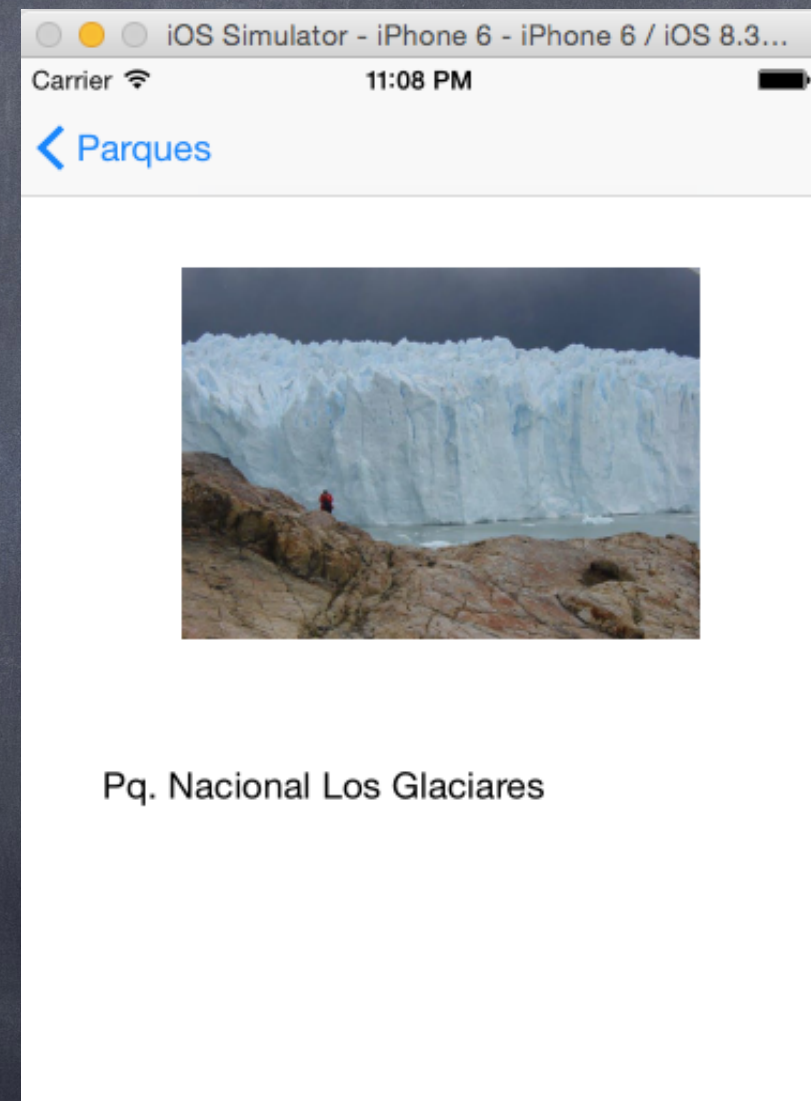 iOS Simulator - iPhone 6 - iPhone 6 / iOS 8.3...
Carrier 11:08 PM
Parques
Pq. Nacional Los Glaciares